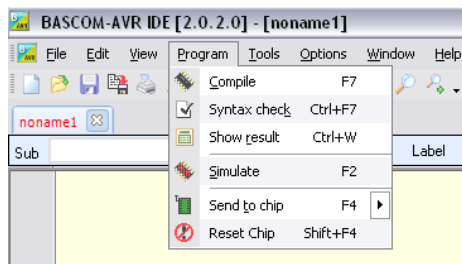 BASCOM-AVR IDE [2.0.2.0] - [noname1]
File Edit View Program Tools Options Window Help
Compile F7
noname1
Syntax check Ctrl+F7
Show result Ctrl+W
Sub Label
Simulate F2
Send to chip F4
Reset Chip Shift+F4